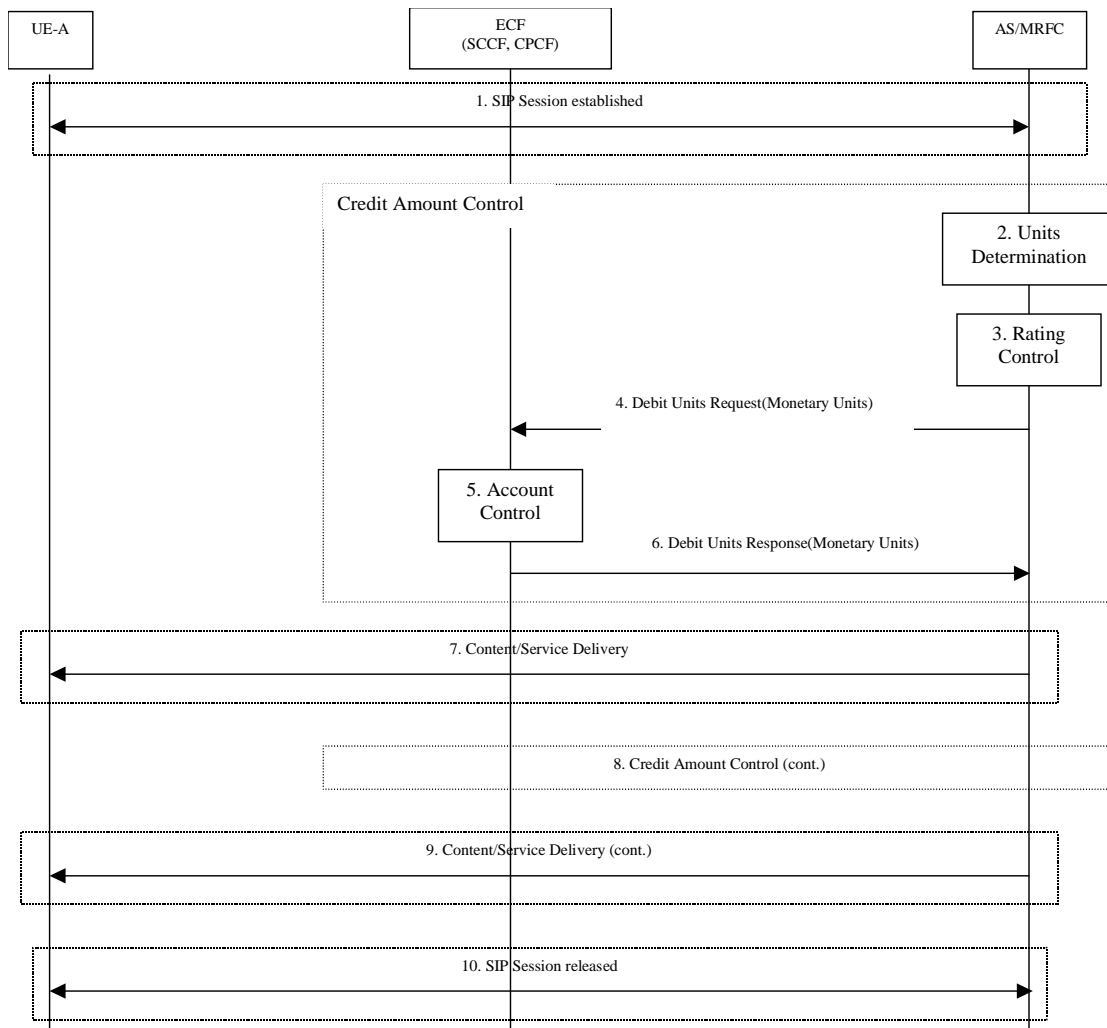 UE-A
ECF
(SCCF, CPCF)
AS/MRFC
1. SIP Session established
Credit Amount Control
2. Units
Determination
3. Rating
Control
4. Debit Units Request(Monetary Units)
5. Account
Control
6. Debit Units Response(Monetary Units)
7. Content/Service Delivery
8. Credit Amount Control (cont.)
9. Content/Service Delivery (cont.)
10. SIP Session released